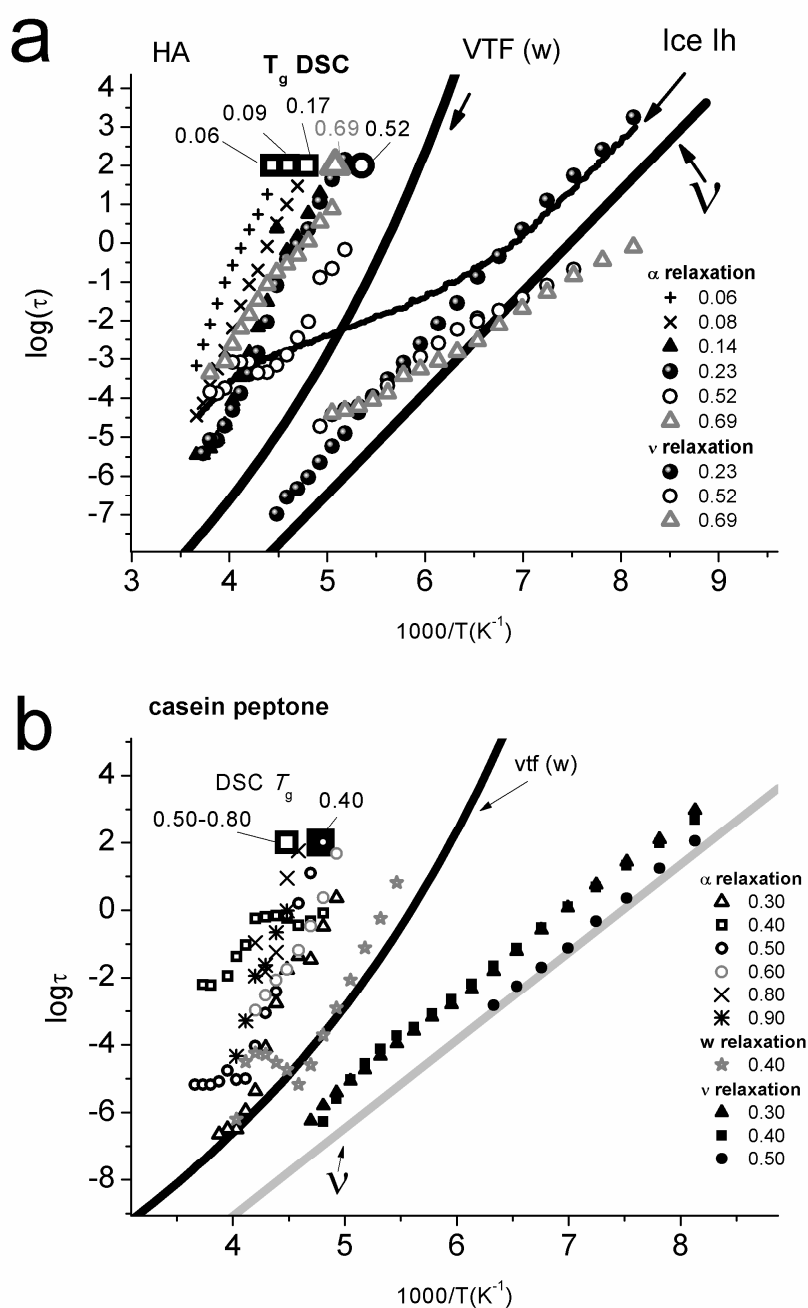 a
HA
VTF (w)
Ice Ih
Tg DSC
0.06
0.09
0.17
0.69
0.52
4
3
2
1
0
-1
-2
-3
-4
-5
-6
-7
log(τ)
ν
α relaxation
0.06
0.08
0.14
0.23
0.52
0.69
ν relaxation
0.23
0.52
0.69
3 4 5 6 7 8 9
1000/T(K⁻¹)
b
casein peptone
DSC Tg
0.50-0.80
0.40
vtf (w)
4
2
0
-2
-4
-6
-8
logτ
ν
α relaxation
0.30
0.40
0.50
0.60
0.80
0.90
w relaxation
0.40
ν relaxation
0.30
0.40
0.50
4 5 6 7 8
1000/T(K⁻¹)